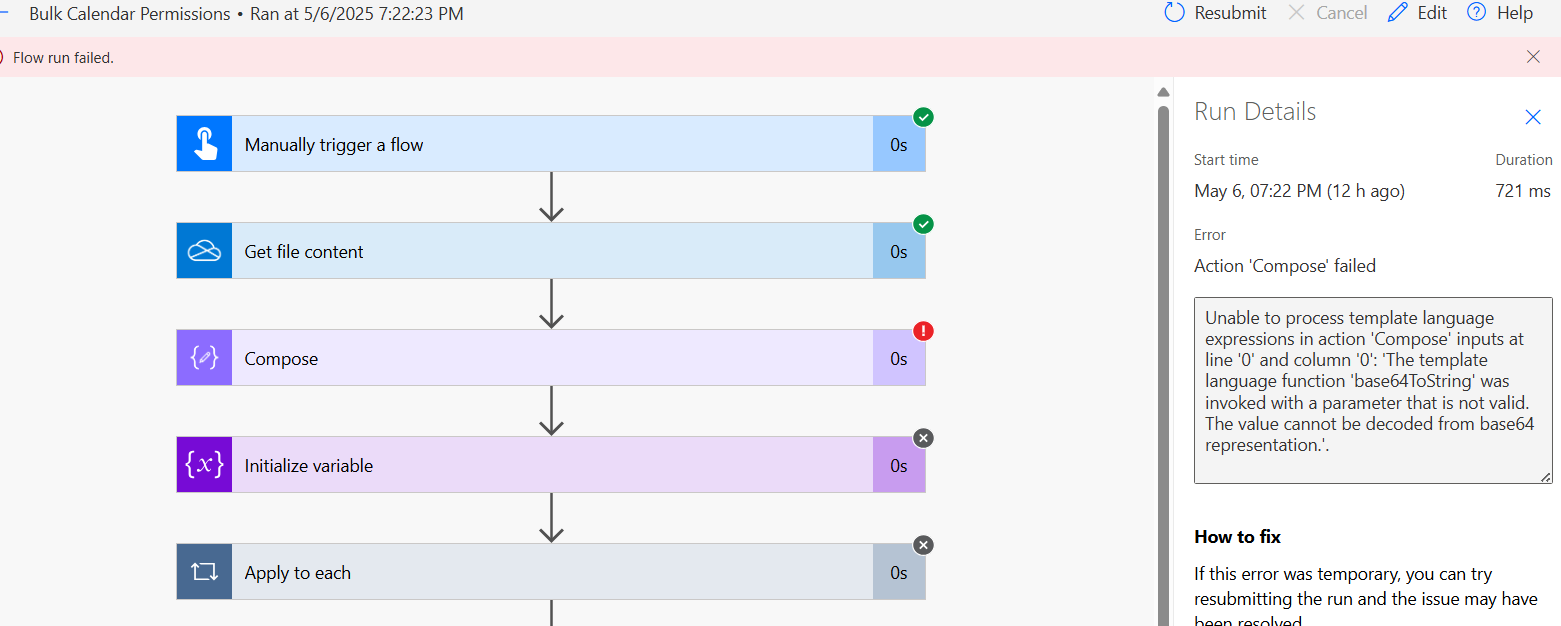 Bulk Calendar Permissions • Ran at 5/6/2025 7:22:23 PM
Resubmit
Cancel
Edit
Help
Flow run failed.
Manually trigger a flow
0s
Get file content
0s
Compose
0s
Initialize variable
0s
Apply to each
0s
Run Details
Start time
Duration
May 6, 07:22 PM (12 h ago)
721 ms
Error
Action 'Compose' failed
Unable to process template language
expressions in action 'Compose' inputs at
line '0' and column '0': 'The template
language function 'base64ToString' was
invoked with a parameter that is not valid.
The value cannot be decoded from base64
representation.'.
How to fix
If this error was temporary, you can try
resubmitting the run and the issue may have
been resolved